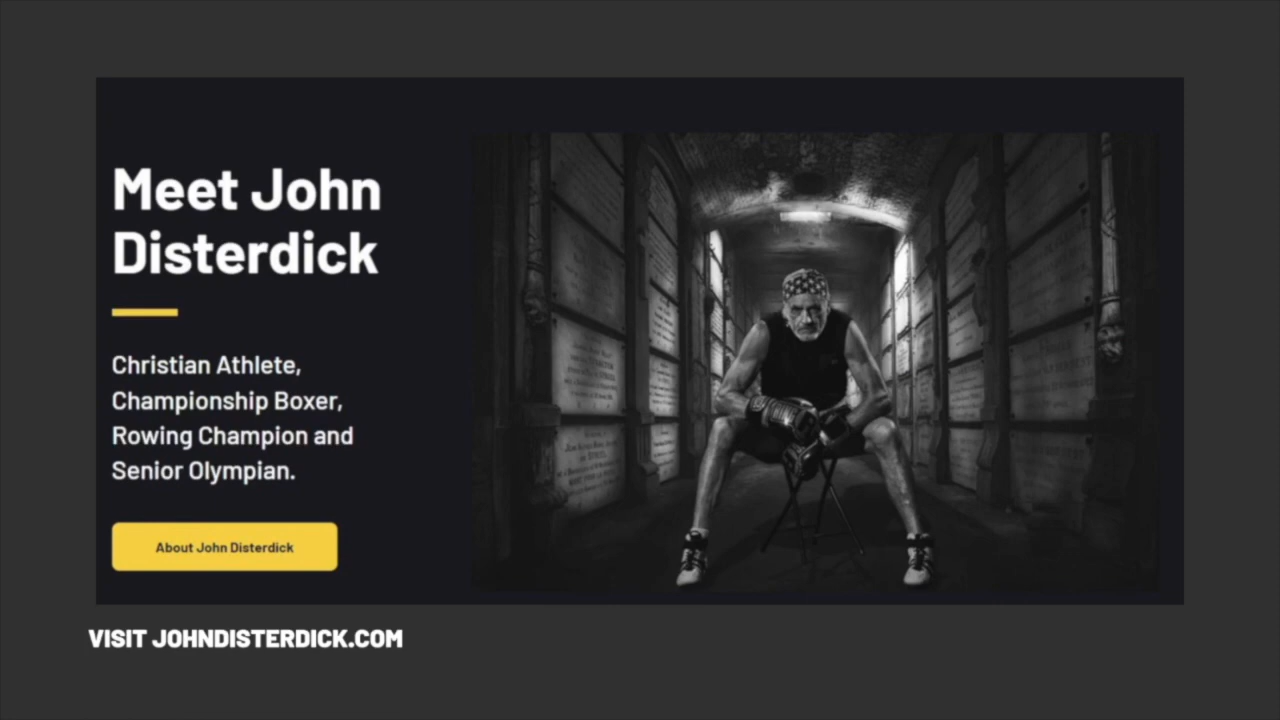 Meet John
Disterdick
Christian Athlete,
Championship Boxer,
Rowing Champion and
Senior Olympian.
About John Disterdick
VISIT JOHNDISTERDICK.COM